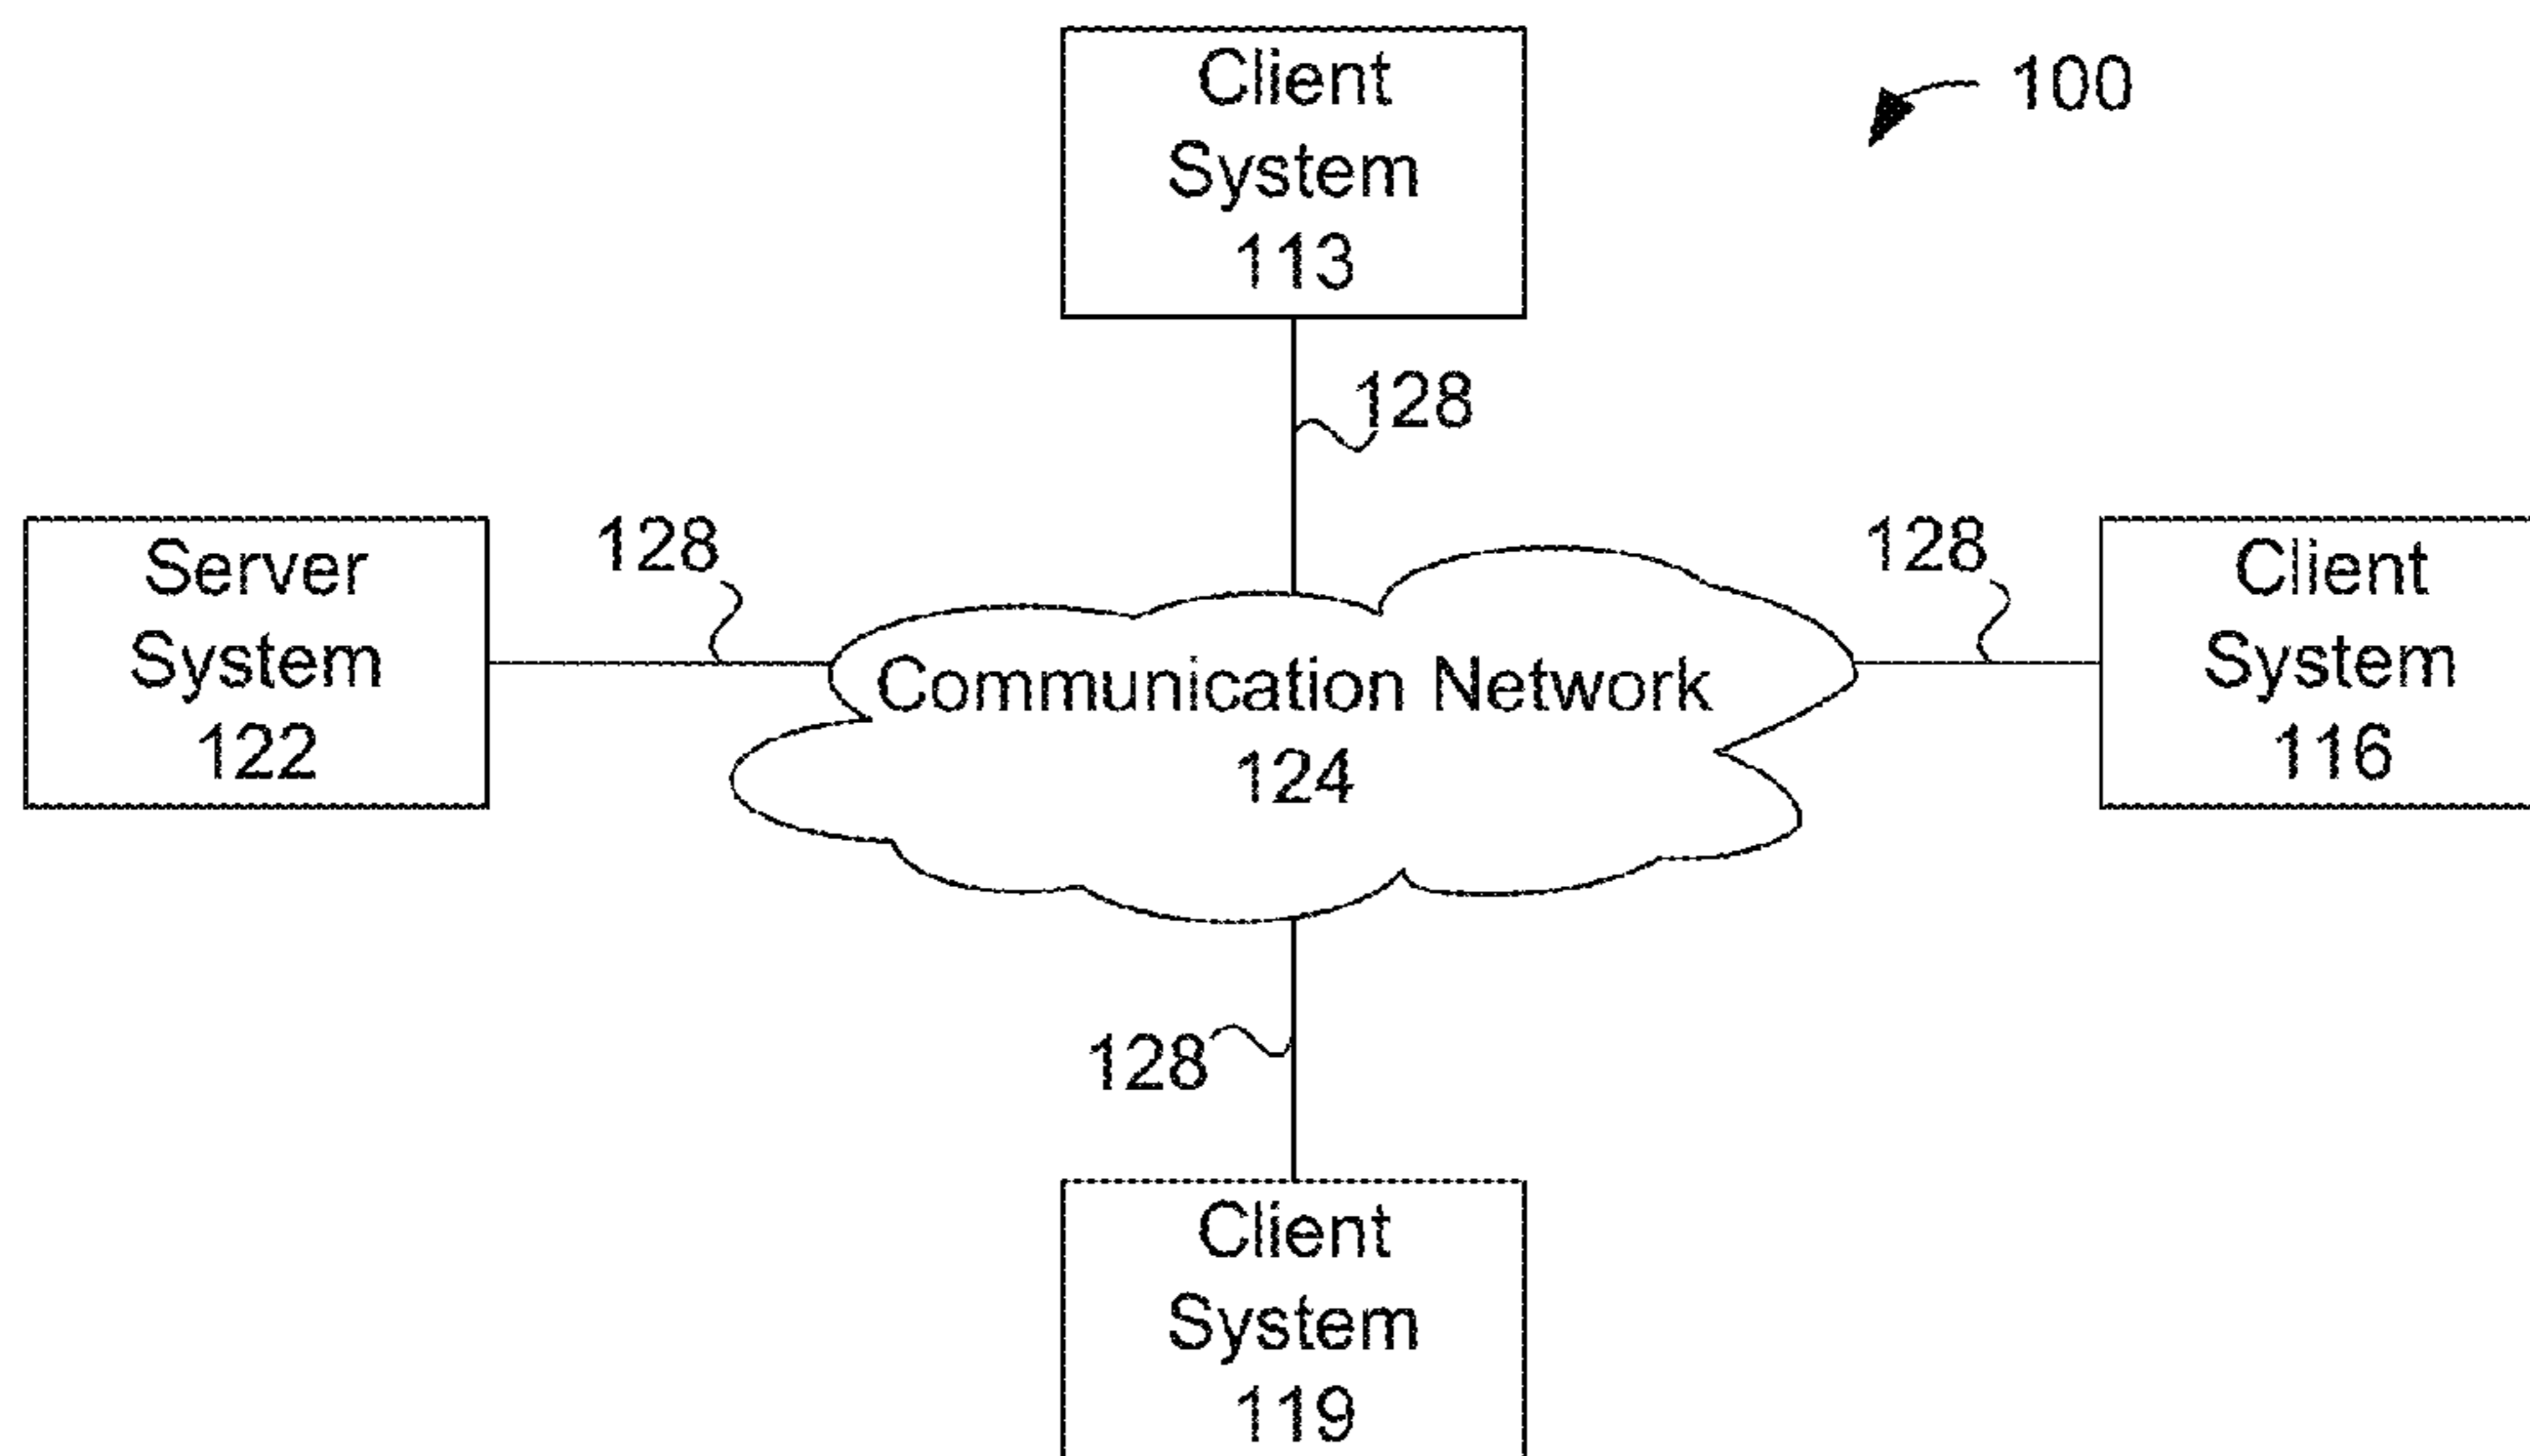 Client
System
113
100
128
Server
System
122
128
Communication Network
124
128
Client
System
116
128
Client
System
119